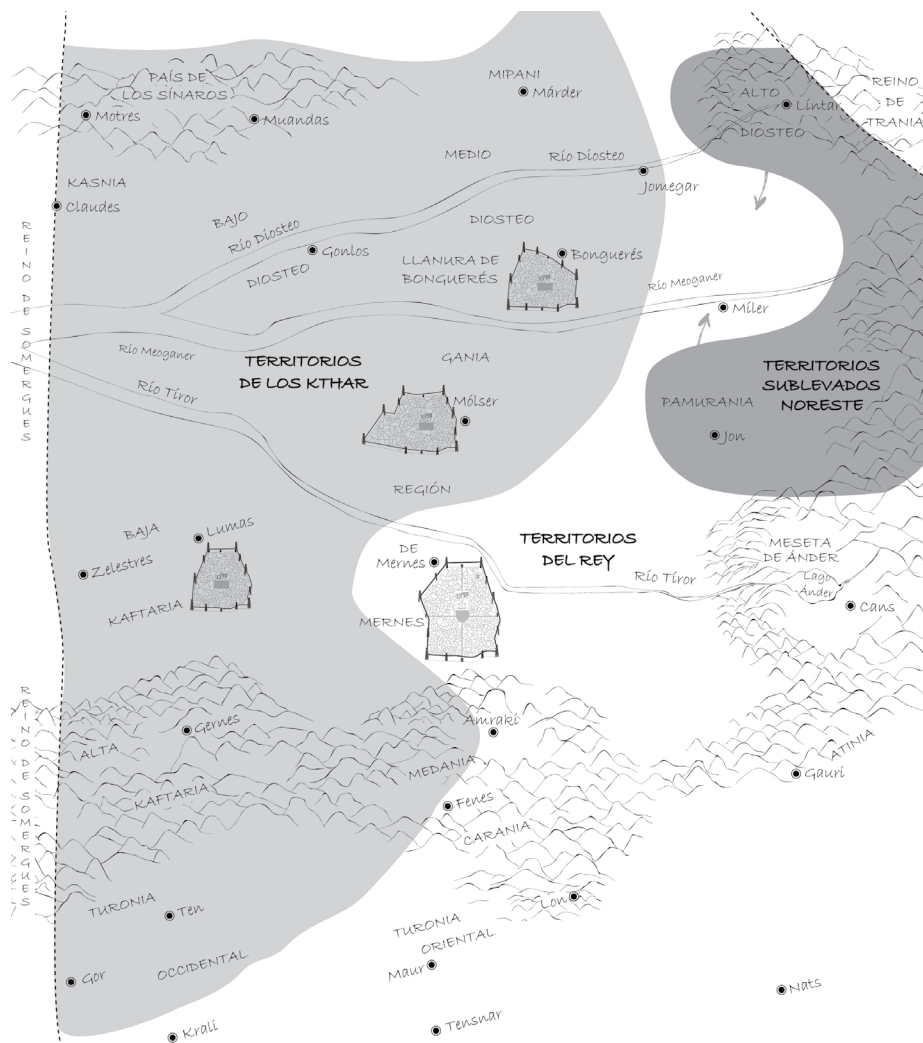 PAÍS DE
LOS SÍNAROS
Motres
Muandas
MIPANI
Márder
ALTO
Lintar
DIOSTEO
REINO
DE
TRANIA
KASNIA
Claudes
MEDIO
Río Diosteo
Jomegar
BAJO
Río Diosteo
DIOSTEO
Gonlos
DIOSTEO
LLANURA DE
BONGUERÉS
Bonguerés
Río Meoganer
Míler
REINO DE SOMERGUES
Río Meoganer
TERRITORIOS
DE LOS KTHAR
GANIA
Río Tíror
Mólser
TERRITORIOS
SUBLEVADOS
NORESTE
PAMURANIA
Jon
REGIÓN
BAJA
Lumas
Zelestres
KAFTARIA
DE
Mernes
MERNES
TERRITORIOS
DEL REY
Río Tíror
MESETA
DE ÁNDER
Lago
Ánder
Cans
REINO DE SOMERGUES
Gernes
ALTA
KAFTARIA
Amraki
MEDANIA
Fenes
CARANIA
ATINIA
Gauri
TURONIA
Ten
Lon
TURONIA
ORIENTAL
Maur
OCCIDENTAL
Gor
Nats
Krali
Tensnar